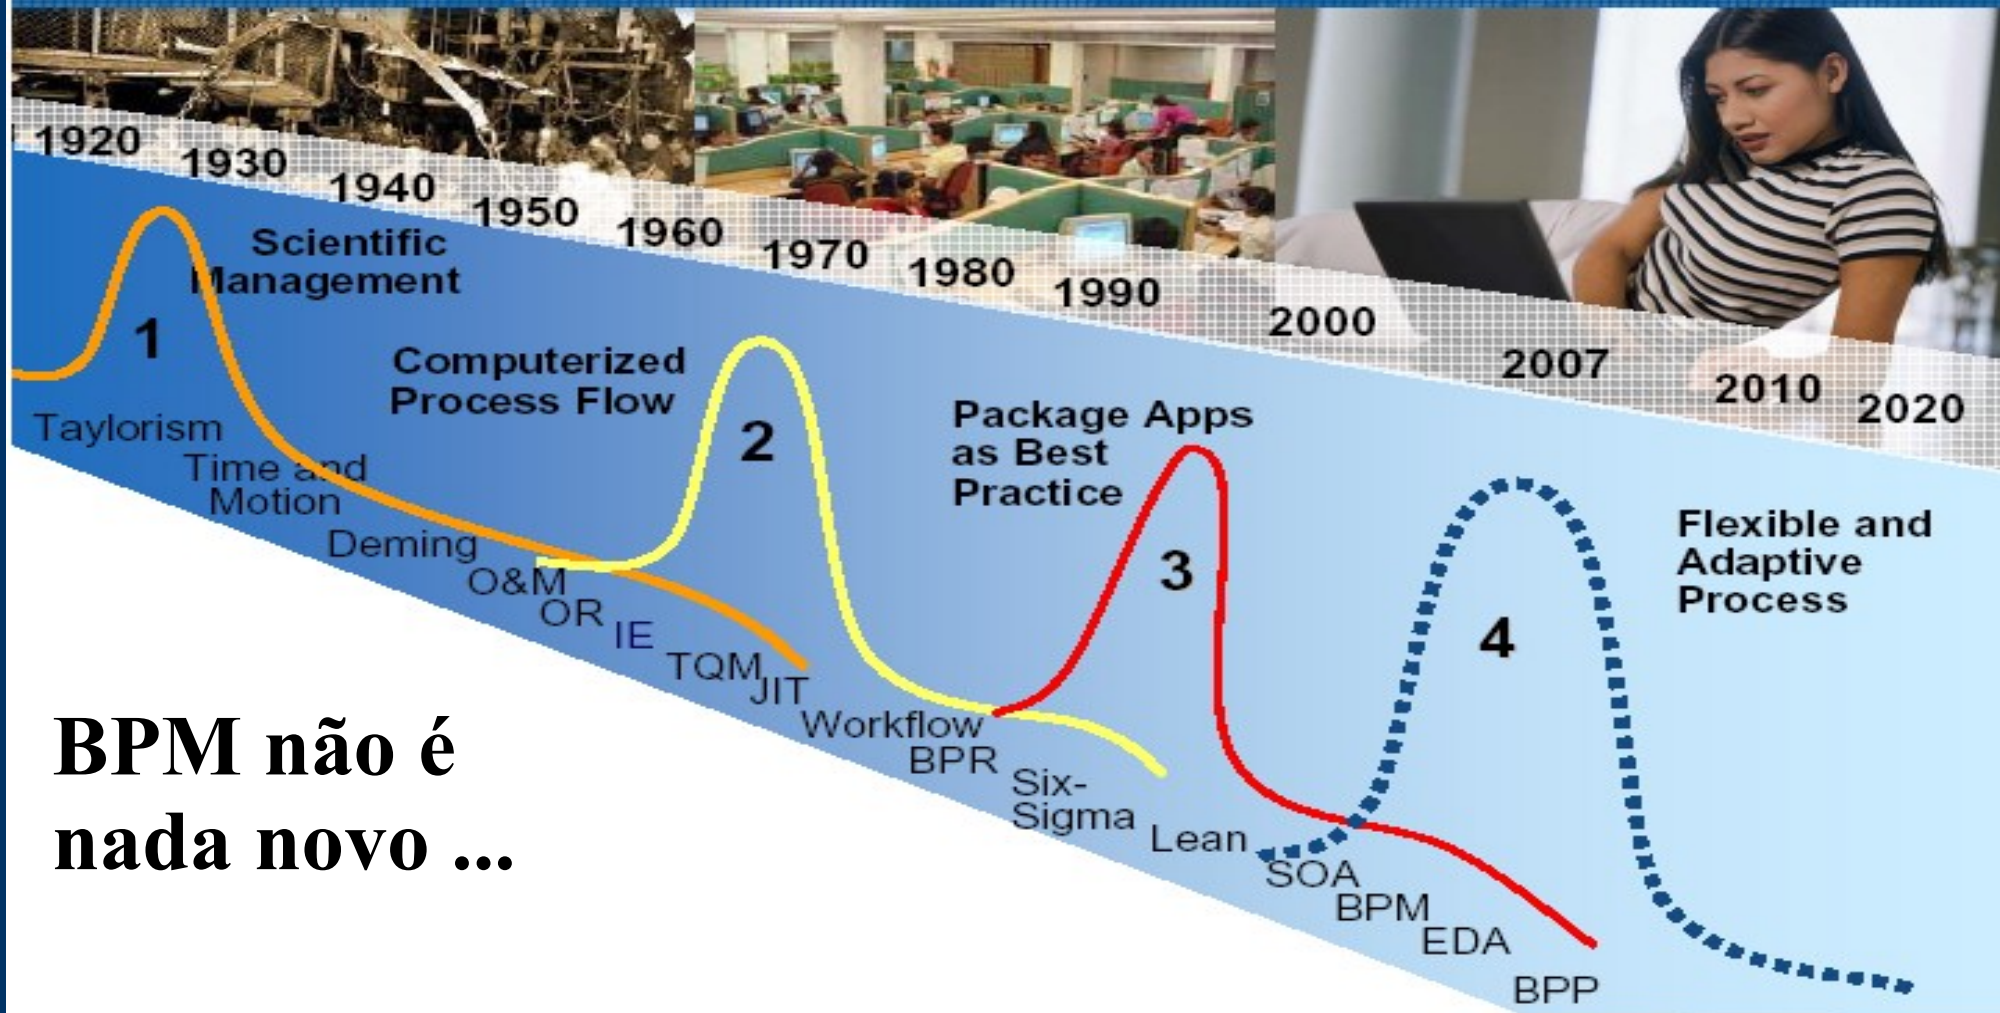 1920
1930
1940
1950
1960
1970
1980
1990
2000
2007
2010
2020
Scientific
Management
1
Computerized
Process Flow
2
Package Apps
as Best
Practice
3
Flexible and
Adaptive
Process
4
Taylorism
Time and
Motion
Deming
O&M
OR
IE
TQM
JIT
Workflow
BPR
Six-
Sigma
Lean
SOA
BPM
EDA
BPP
BPM não é
nada novo ...